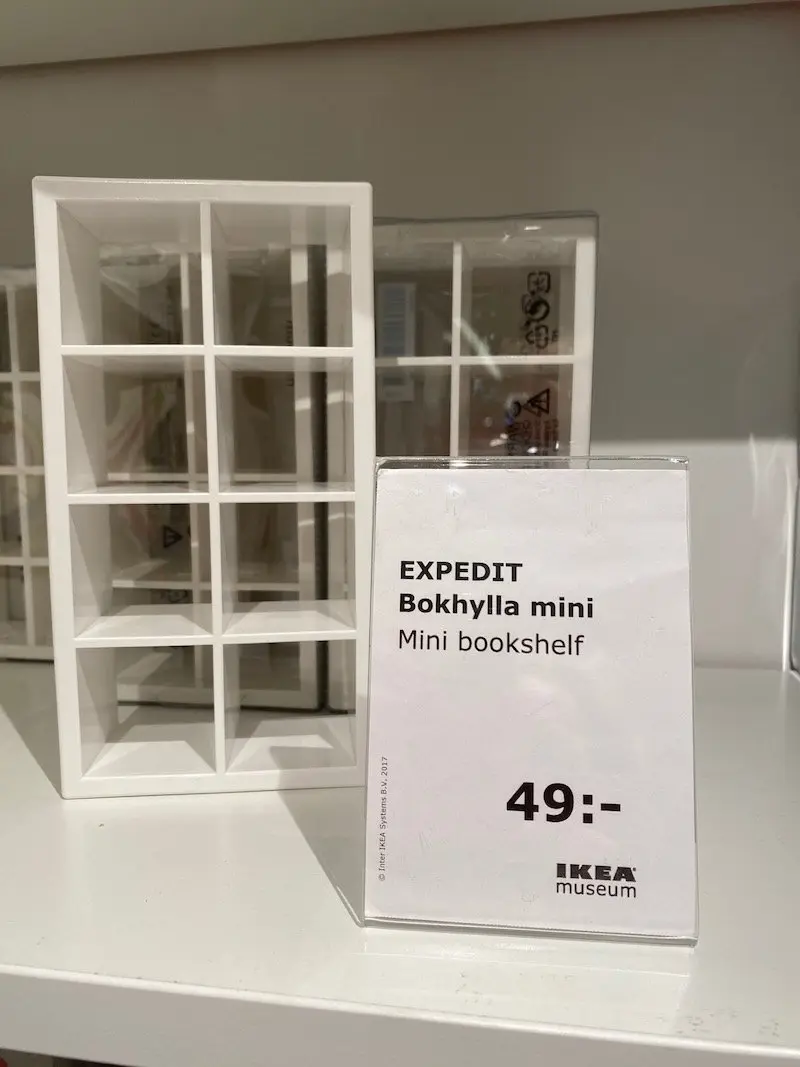 EXPEDIT
Bokhylla mini
Mini bookshelf
49:-
© Inter IKEA Systems B.V. 2017
IKEA
museum